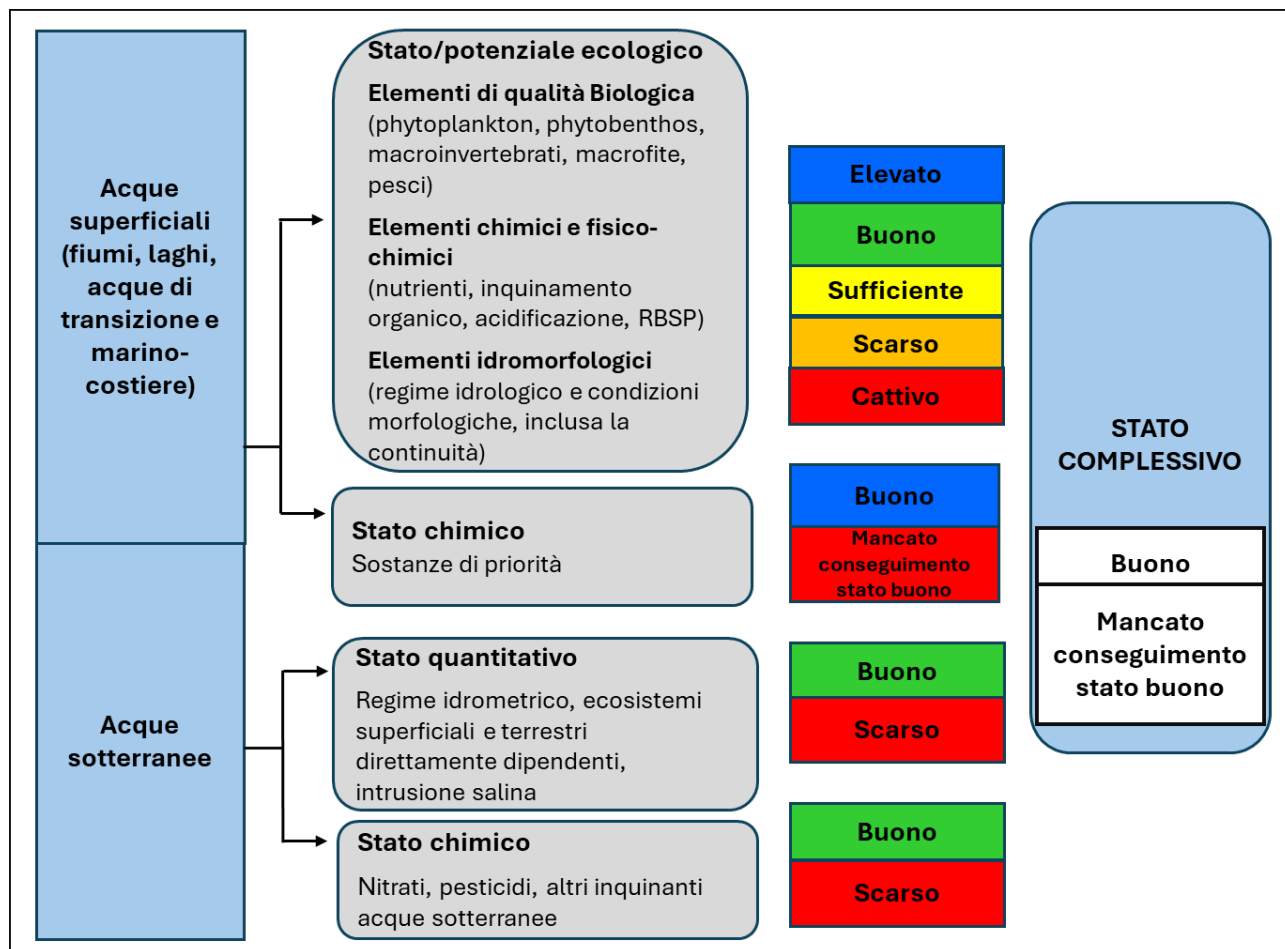 Acque
superficiali
(fiumi, laghi,
acque di
transizione e
marino-
costiere)
Stato/potenziale ecologico
Elementi di qualità Biologica
(phytoplankton, phytobenthos,
macroinvertebrati, macrofite,
pesci)
Elementi chimici e fisico-
chimici
(nutrienti, inquinamento
organico, acidificazione, RBSP)
Elementi idromorfologici
(regime idrologico e condizioni
morfologiche, inclusa la
continuità)
Elevato
Buono
Sufficiente
Scarso
Cattivo
Stato chimico
Sostanze di priorità
Buono
Mancato
conseguimento
stato buono
Acque
sotterranee
Stato quantitativo
Regime idrometrico, ecosistemi
superficiali e terrestri
direttamente dipendenti,
intrusione salina
Buono
Scarso
Stato chimico
Nitrati, pesticidi, altri inquinanti
acque sotterranee
Buono
Scarso
STATO
COMPLESSIVO
Buono
Mancato
conseguimento
stato buono